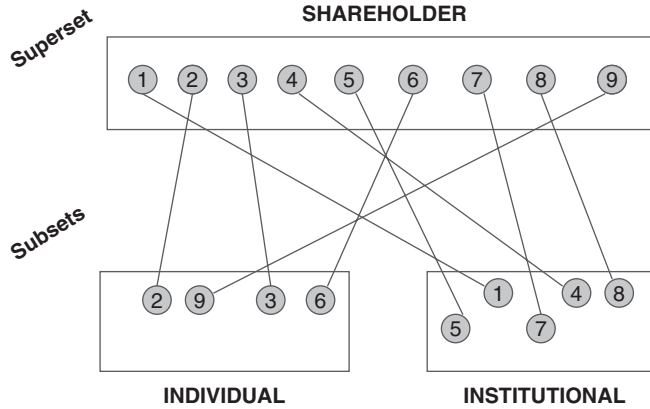 SHAREHOLDER
Superset
1 2 3 4 5 6 7 8 9
Subsets
2 9 3 6
1 4 8
5 7
INDIVIDUAL
INSTITUTIONAL